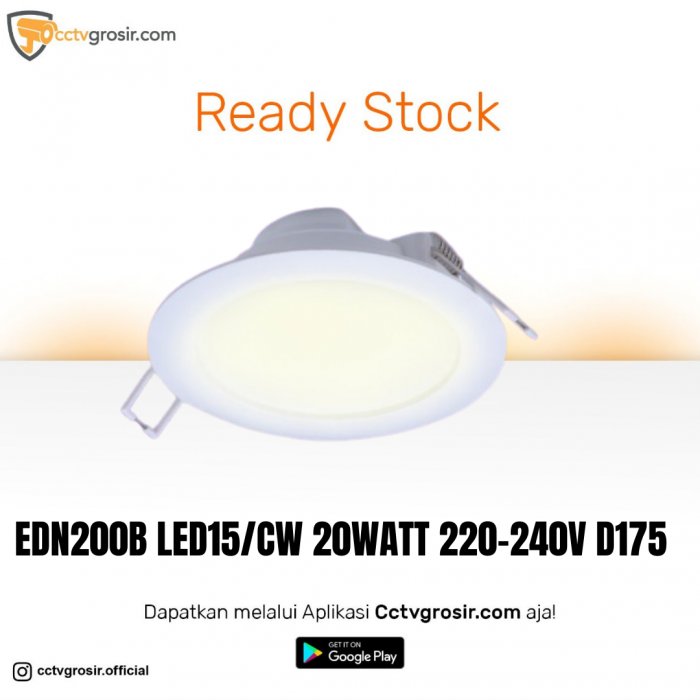 cctvgrosir.com
Ready Stock
EDN200B LED15/CW 20WATT 220-240V D175
Dapatkan melalui Aplikasi Cctvgrosir.com aja!
GET IT ON
Google Play
cctvgrosir.official